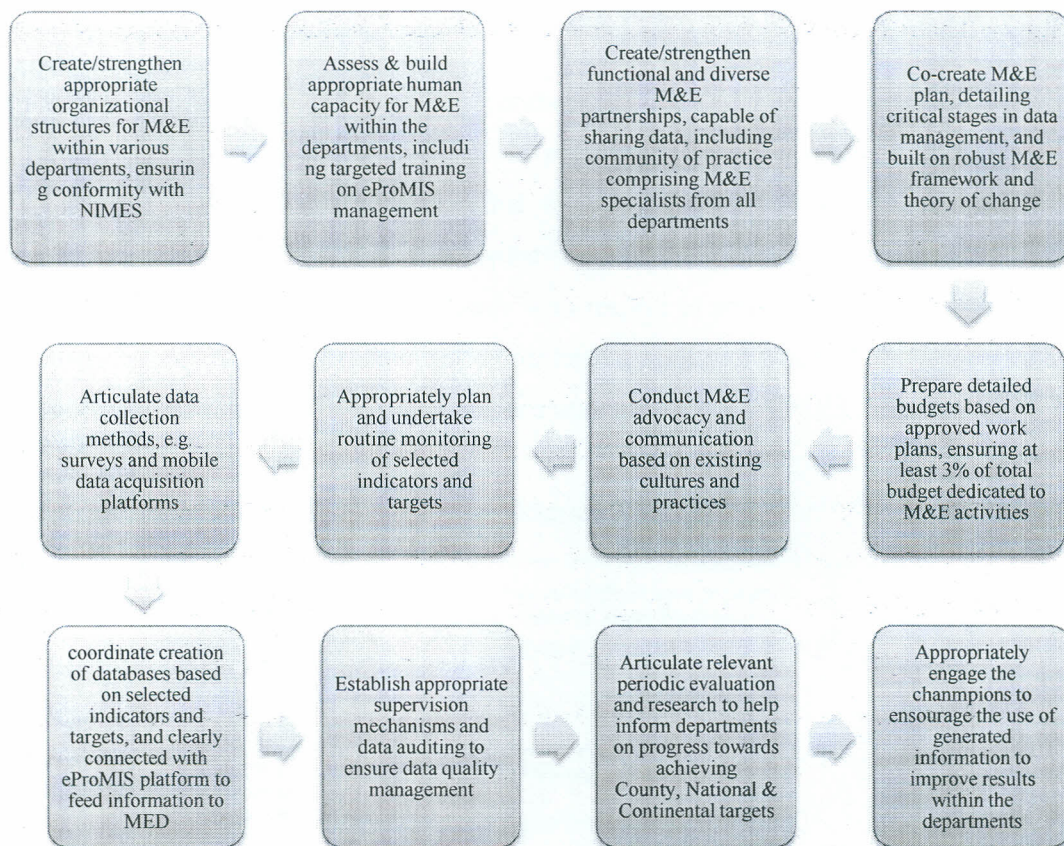 Create/strengthen
appropriate
organizational
structures for M&E
within various
departments, ensurin
g conformity with
NIMES
Assess & build
appropriate human
capacity for M&E
within the
departments, includi
ng targeted training
on eProMIS
management
Create/strengthen
functional and diverse
M&E
partnerships, capable
of sharing data, including
community of practice
comprising M&E
specialists from all
departments
Co-create M&E
plan, detailing
critical stages in data
management, and
built on robust M&E
framework and
theory of change
Prepare detailed
budgets based on
approved work
plans, ensuring at
least 3% of total
budget dedicated to
M&E activities
Conduct M&E
advocacy and
communication
based on existing
cultures and
practices
Appropriately plan
and undertake
routine monitoring
of selected
indicators and
targets
Articulate data
collection
methods, e.g.
surveys and mobile
data acquisition
platforms
coordinate creation
of databases based
on selected
indicators and
targets, and clearly
connected with
eProMIS platform to
feed information to
MED
Establish appropriate
supervision
mechanisms and
data auditing to
ensure data quality
management
Articulate relevant
periodic evaluation
and research to help
inform departments
on progress towards
achieving
County, National &
Continental targets
Appropriately
engage the
chanmpions to
encourage the use of
generated
information to
improve results
within the
departments